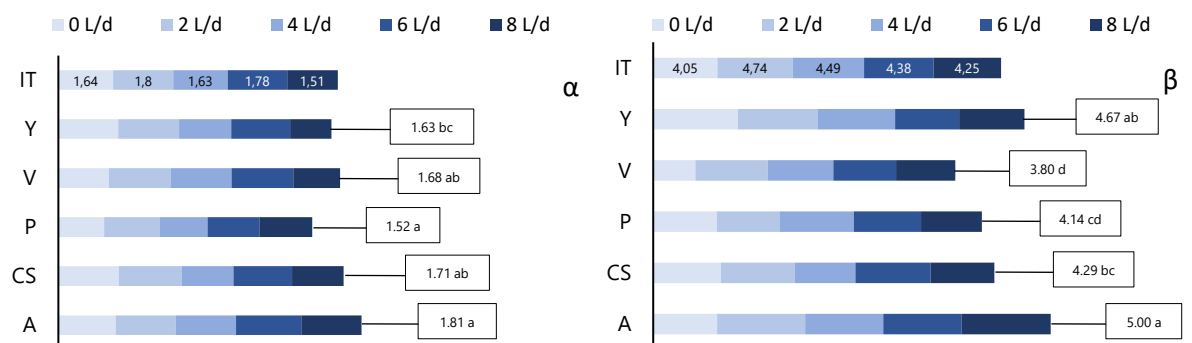 0 L/d 2 L/d 4 L/d 6 L/d 8 L/d
IT 1,64 1,8 1,63 1,78 1,51
α
Y 1.63 bc
V 1.68 ab
P 1.52 a
CS 1.71 ab
A 1.81 a
0 L/d 2 L/d 4 L/d 6 L/d 8 L/d
IT 4,05 4,74 4,49 4,38 4,25
β
Y 4.67 ab
V 3.80 d
P 4.14 cd
CS 4.29 bc
A 5.00 a